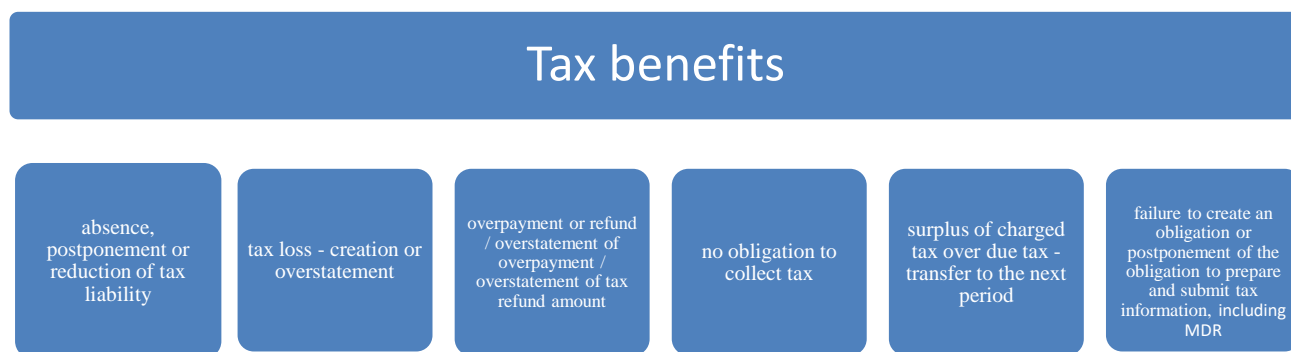 Tax benefits
absence,
postponement or
reduction of tax
liability
tax loss - creation or
overstatement
overpayment or refund
/ overstatement of
overpayment /
overstatement of tax
refund amount
no obligation to
collect tax
surplus of charged
tax over due tax -
transfer to the next
period
failure to create an
obligation or
postponement of the
obligation to prepare
and submit tax
information, including
MDR